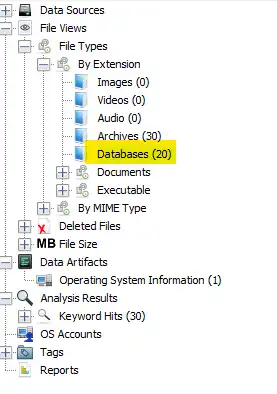 Data Sources
File Views
File Types
By Extension
Images (0)
Videos (0)
Audio (0)
Archives (30)
Databases (20)
Documents
Executable
By MIME Type
Deleted Files
MB File Size
Data Artifacts
Operating System Information (1)
Analysis Results
Keyword Hits (30)
OS Accounts
Tags
Reports